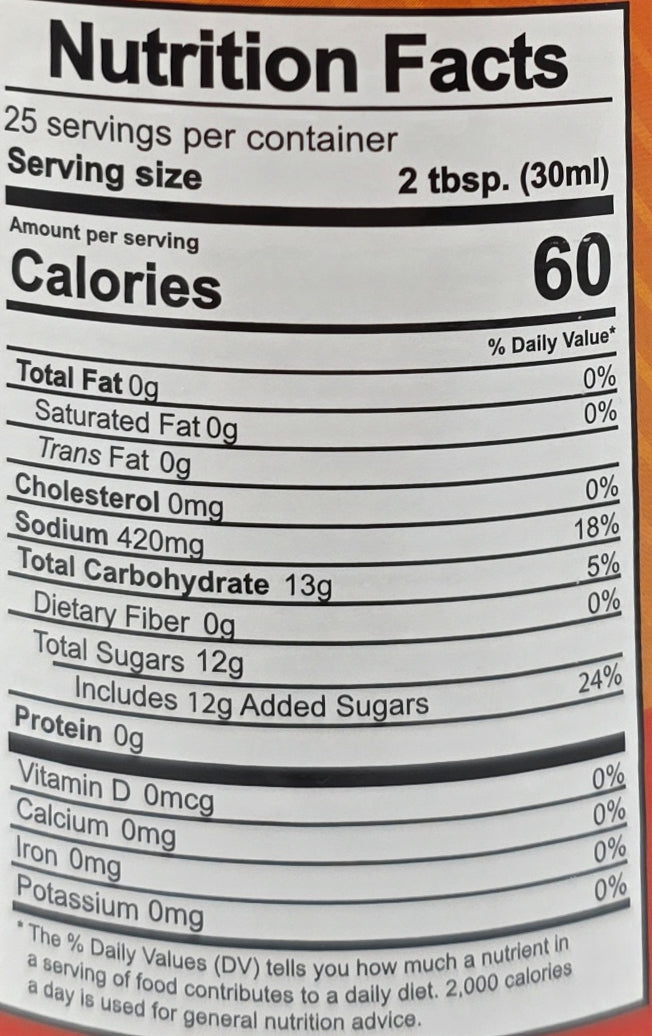 Nutrition Facts
25 servings per container
Serving size 2 tbsp. (30ml)
Amount per serving
Calories 60
% Daily Value*
Total Fat 0g 0%
Saturated Fat 0g 0%
Trans Fat 0g
Cholesterol 0mg 0%
Sodium 420mg 18%
Total Carbohydrate 13g 5%
Dietary Fiber 0g 0%
Total Sugars 12g
Includes 12g Added Sugars 24%
Protein 0g
Vitamin D 0mcg 0%
Calcium 0mg 0%
Iron 0mg 0%
Potassium 0mg 0%
* The % Daily Values (DV) tells you how much a nutrient in
a serving of food contributes to a daily diet. 2,000 calories
a day is used for general nutrition advice.